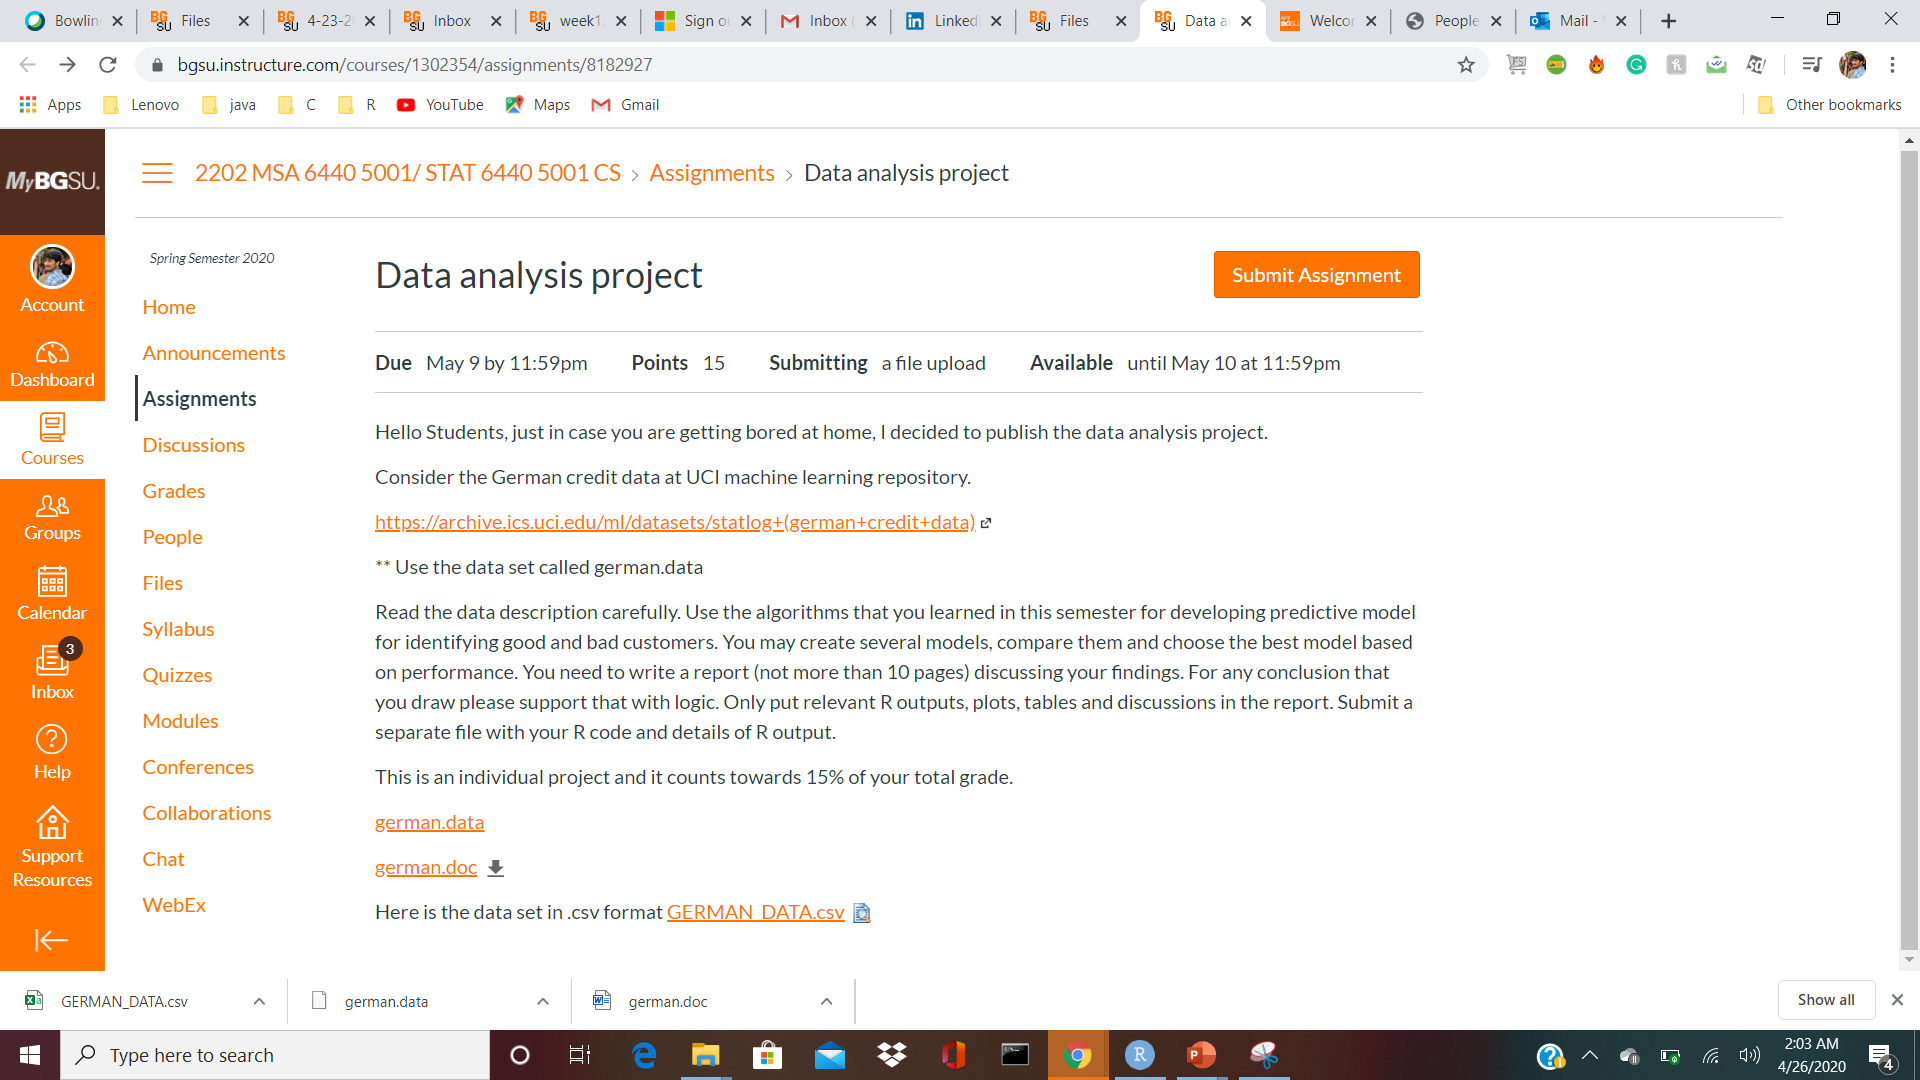 Bowlin
Files
4-23-2
Inbox
week1
Sign o
Inbox
Linked
Files
Data a
Welco
People
Mail -
bgsu.instructure.com/courses/1302354/assignments/8182927
Apps
Lenovo
java
C
R
YouTube
Maps
Gmail
Other bookmarks
MyBGSU.
2202 MSA 6440 5001/ STAT 6440 5001 CS > Assignments > Data analysis project
Account
Dashboard
Courses
Groups
Calendar
3
Inbox
Help
Support
Resources
Spring Semester 2020
Home
Announcements
Assignments
Discussions
Grades
People
Files
Syllabus
Quizzes
Modules
Conferences
Collaborations
Chat
WebEx
Data analysis project
Submit Assignment
Due May 9 by 11:59pm Points 15 Submitting a file upload Available until May 10 at 11:59pm
Hello Students, just in case you are getting bored at home, I decided to publish the data analysis project.
Consider the German credit data at UCI machine learning repository.
https://archive.ics.uci.edu/ml/datasets/statlog+(german+credit+data)
** Use the data set called german.data
Read the data description carefully. Use the algorithms that you learned in this semester for developing predictive model
for identifying good and bad customers. You may create several models, compare them and choose the best model based
on performance. You need to write a report (not more than 10 pages) discussing your findings. For any conclusion that
you draw please support that with logic. Only put relevant R outputs, plots, tables and discussions in the report. Submit a
separate file with your R code and details of R output.
This is an individual project and it counts towards 15% of your total grade.
german.data
german.doc
Here is the data set in .csv format GERMAN_DATA.csv
GERMAN_DATA.csv
german.data
german.doc
Show all
Type here to search
2:03 AM
4/26/2020
4